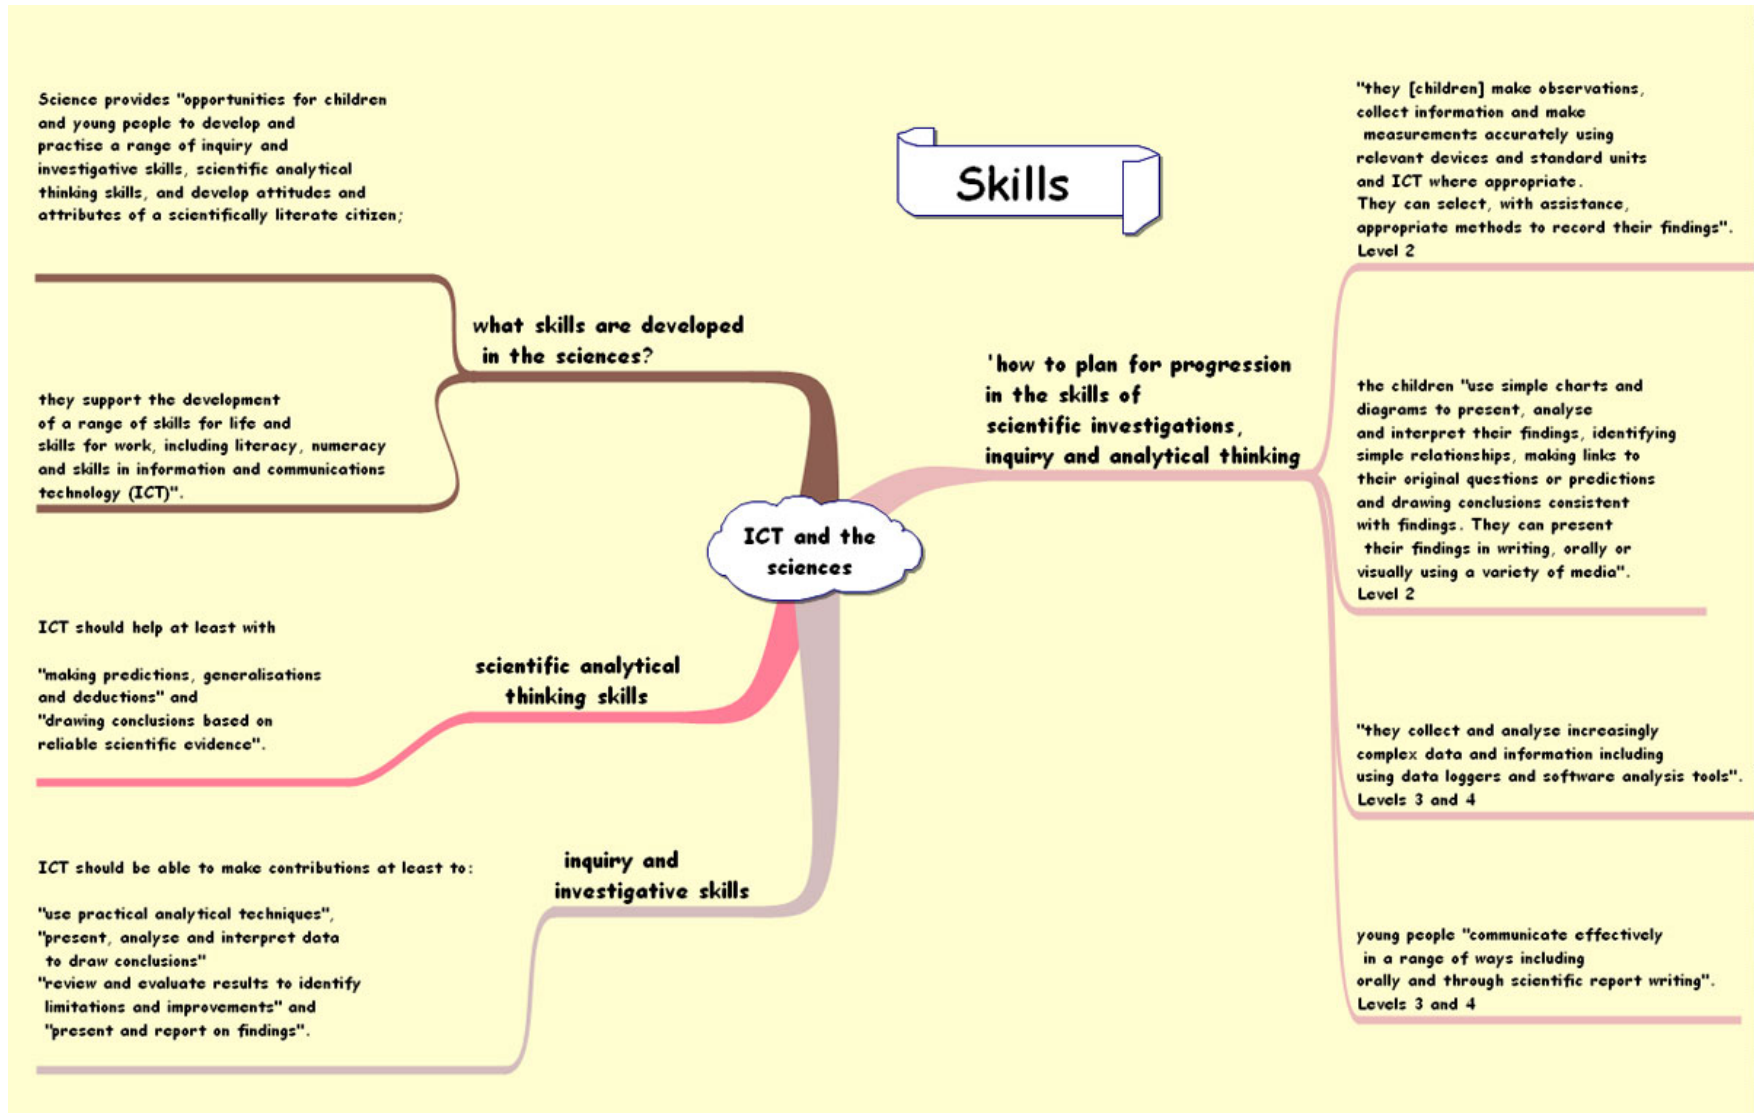 Skills
ICT and the
sciences
what skills are developed
in the sciences?
Science provides "opportunities for children
and young people to develop and
practise a range of inquiry and
investigative skills, scientific analytical
thinking skills, and develop attitudes and
attributes of a scientifically literate citizen;
they support the development
of a range of skills for life and
skills for work, including literacy, numeracy
and skills in information and communications
technology (ICT)".
scientific analytical
thinking skills
ICT should help at least with
"making predictions, generalisations
and deductions" and
"drawing conclusions based on
reliable scientific evidence".
inquiry and
investigative skills
ICT should be able to make contributions at least to:
"use practical analytical techniques",
"present, analyse and interpret data
to draw conclusions"
"review and evaluate results to identify
limitations and improvements" and
"present and report on findings".
'how to plan for progression
in the skills of
scientific investigations,
inquiry and analytical thinking
"they [children] make observations,
collect information and make
measurements accurately using
relevant devices and standard units
and ICT where appropriate.
They can select, with assistance,
appropriate methods to record their findings".
Level 2
the children "use simple charts and
diagrams to present, analyse
and interpret their findings, identifying
simple relationships, making links to
their original questions or predictions
and drawing conclusions consistent
with findings. They can present
their findings in writing, orally or
visually using a variety of media".
Level 2
"they collect and analyse increasingly
complex data and information including
using data loggers and software analysis tools".
Levels 3 and 4
young people "communicate effectively
in a range of ways including
orally and through scientific report writing".
Levels 3 and 4